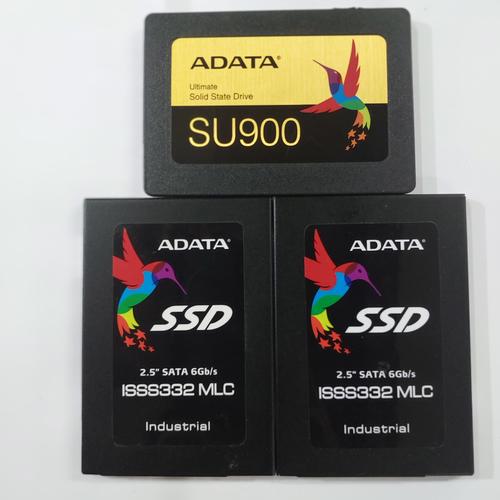 ADATA®
Ultimate
Solid State Drive
SU900
ADATA®
SSD
2.5" SATA 6Gb/s
ISSS332 MLC
Industrial
ADATA®
SSD
2.5" SATA 6Gb/s
ISSS332 MLC
Industrial